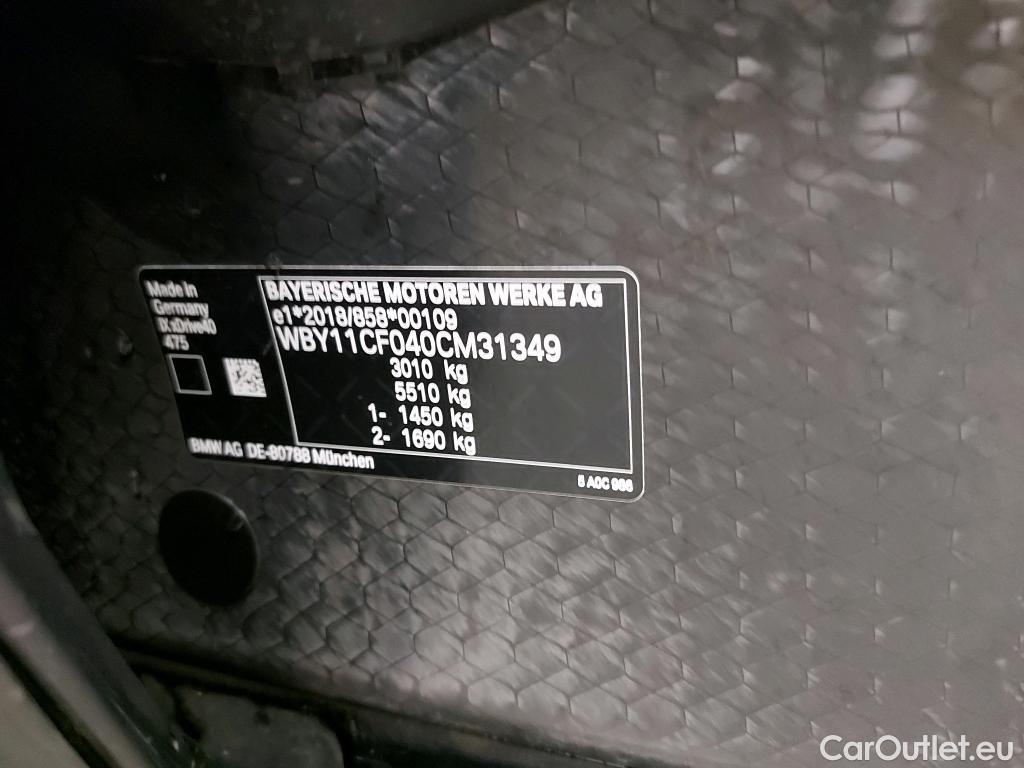 Made in
Germany
iX xDrive40
475
BAYERISCHE MOTOREN WERKE AG
e1*2018/858*00109
WBY11CF040CM31349
3010 kg
5510 kg
1- 1450 kg
2- 1690 kg
BMW AG DE-80788 München
5 A0C 986
CarOutlet.eu